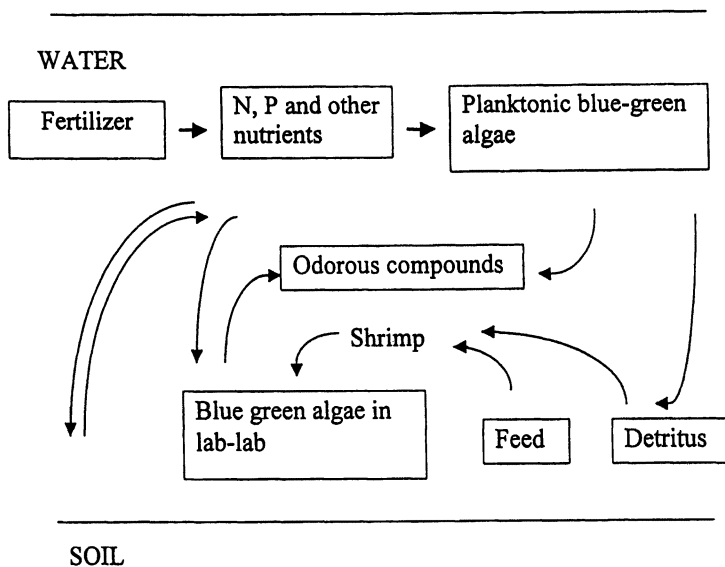 WATER
Fertilizer
N, P and other
nutrients
Planktonic blue-green
algae
Odorous compounds
Shrimp
Blue green algae in
lab-lab
Feed
Detritus
SOIL